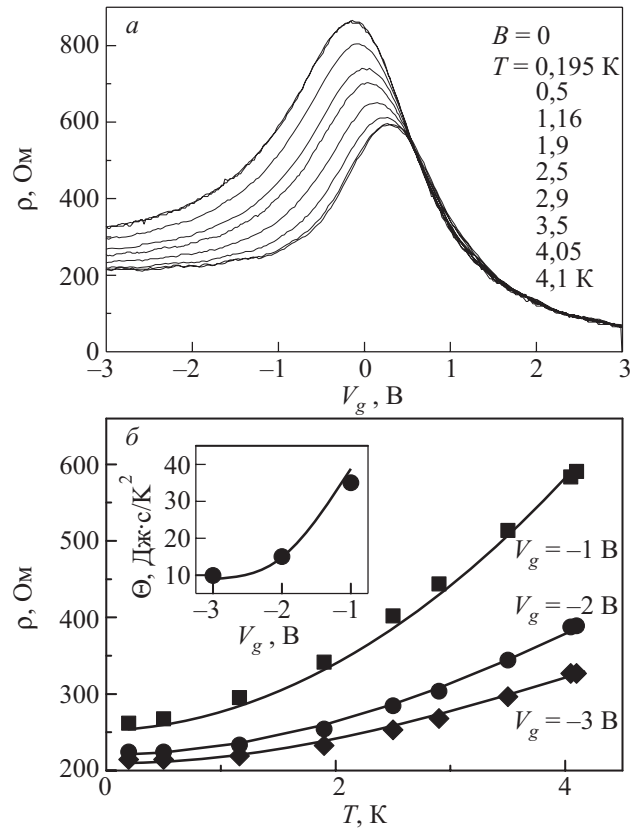 а
800
600
400
200
0
ρ, Ом
B = 0
T = 0,195 К
0,5
1,16
1,9
2,5
2,9
3,5
4,05
4,1 К
–3
–2
–1
0
1
2
3
V_g , В
б
600
500
400
300
200
ρ, Ом
40
30
20
10
Θ, Дж·с/К²
–3
–2
–1
V_g , В
V_g = –1 В
V_g = –2 В
V_g = –3 В
0
2
4
T, К